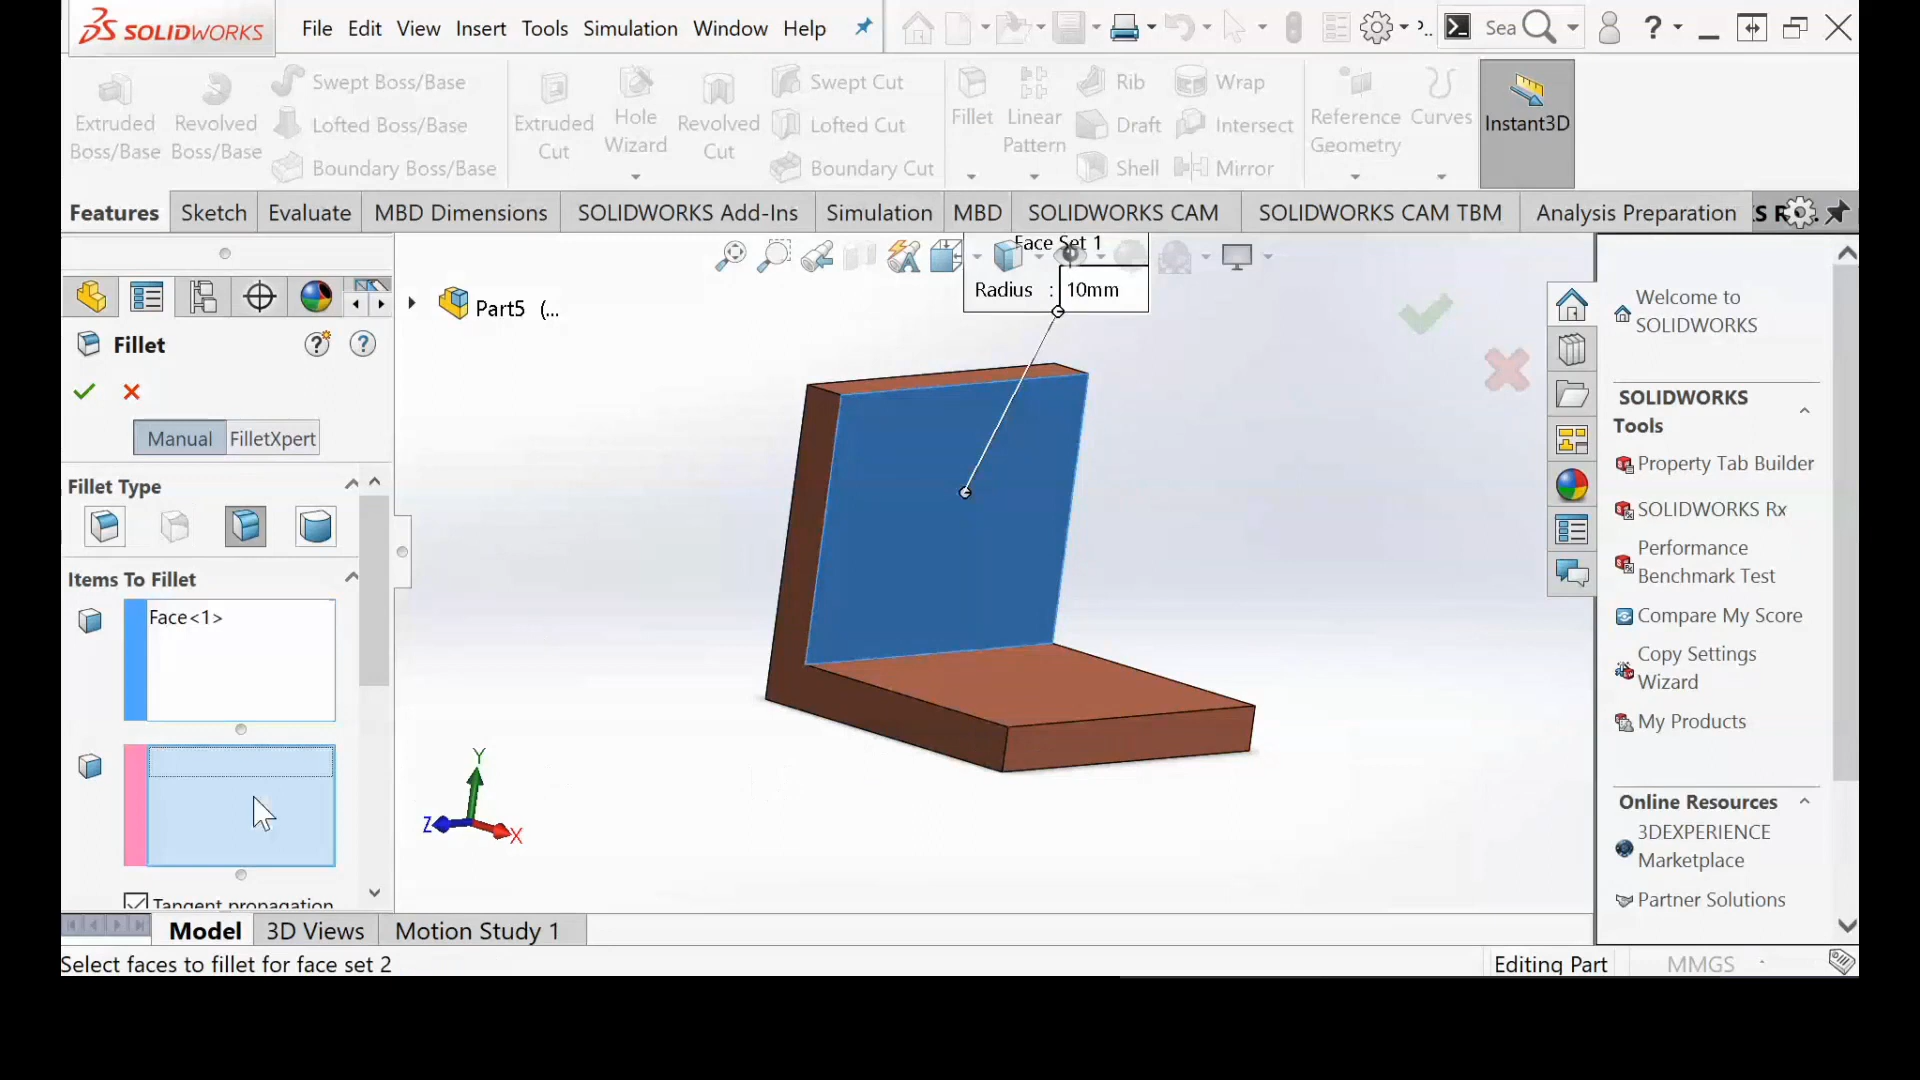 SOLIDWORKS
File Edit View Insert Tools Simulation Window Help
Sea
?
Extruded Boss/Base
Revolved Boss/Base
Swept Boss/Base
Lofted Boss/Base
Boundary Boss/Base
Extruded Cut
Hole Wizard
Revolved Cut
Swept Cut
Lofted Cut
Boundary Cut
Fillet
Linear Pattern
Rib
Draft
Shell
Wrap
Intersect
Mirror
Reference Geometry
Curves
Instant3D
Features Sketch Evaluate MBD Dimensions SOLIDWORKS Add-Ins Simulation MBD SOLIDWORKS CAM SOLIDWORKS CAM TBM Analysis Preparation
Part5 (...
Face Set 1
Radius : 10mm
Fillet
Manual FilletXpert
Fillet Type
Items To Fillet
Face<1>
Tangent propagation
Y
Z
X
Welcome to
SOLIDWORKS
SOLIDWORKS
Tools
Property Tab Builder
SOLIDWORKS Rx
Performance
Benchmark Test
Compare My Score
Copy Settings
Wizard
My Products
Online Resources
3DEXPERIENCE
Marketplace
Partner Solutions
Model 3D Views Motion Study 1
Select faces to fillet for face set 2
Editing Part MMGS